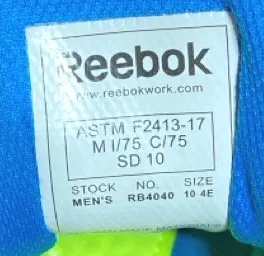 Reebok
www.reebokwork.com
ASTM F2413-17
M I/75 C/75
SD 10
STOCK NO. SIZE
MEN'S RB4040 10 4E